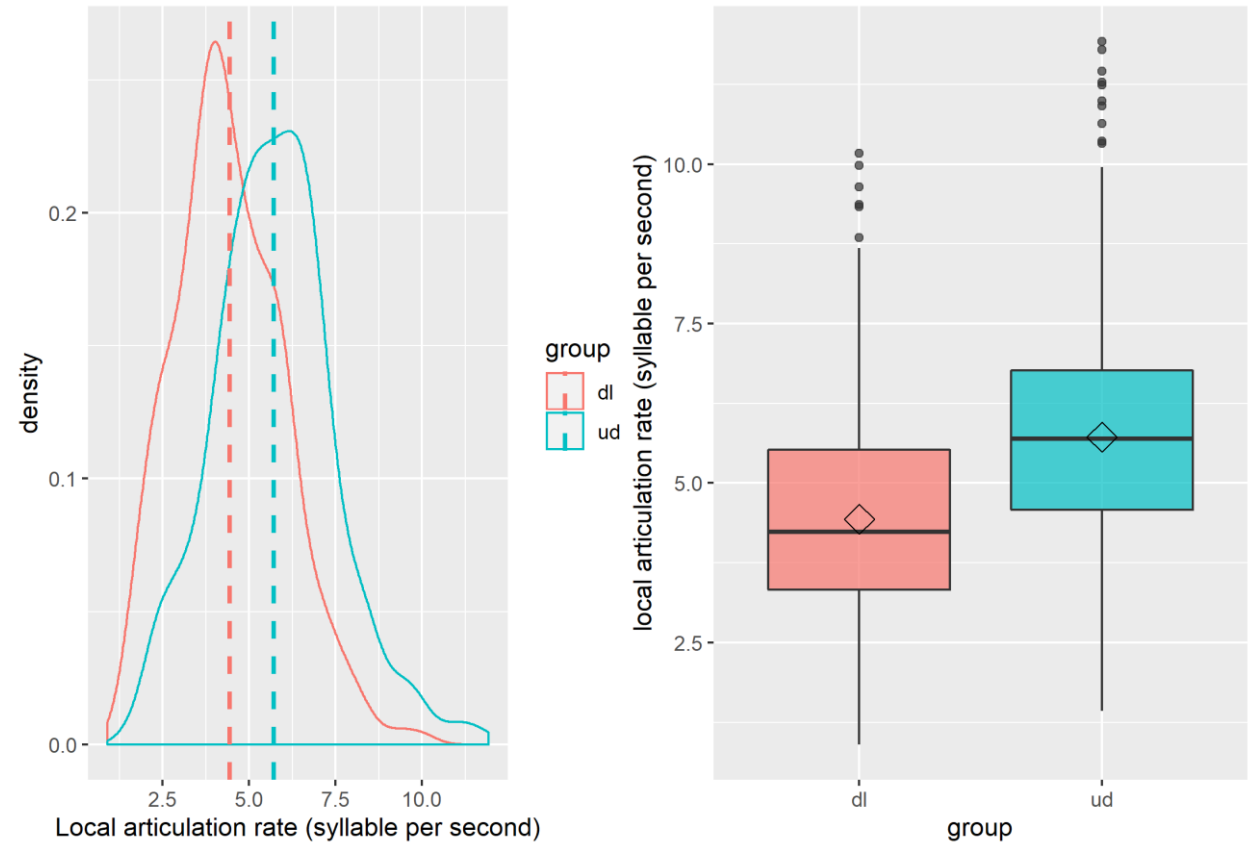 density
0.2
0.1
0.0
2.5 5.0 7.5 10.0
Local articulation rate (syllable per second)
group
dl
ud
local articulation rate (syllable per second)
10.0
7.5
5.0
2.5
dl ud
group